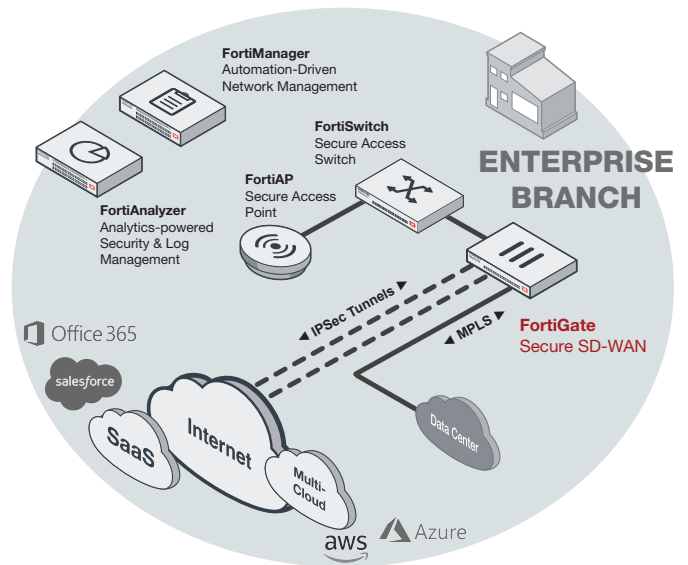 FortiManager
Automation-Driven
Network Management
FortiSwitch
Secure Access
Switch
ENTERPRISE
BRANCH
FortiAP
Secure Access
Point
FortiAnalyzer
Analytics-powered
Security & Log
Management
◄ IPSec Tunnels ►
◄ MPLS ►
FortiGate
Secure SD-WAN
Office 365
salesforce
SaaS
Internet
Multi-
Cloud
Data Center
aws
Azure